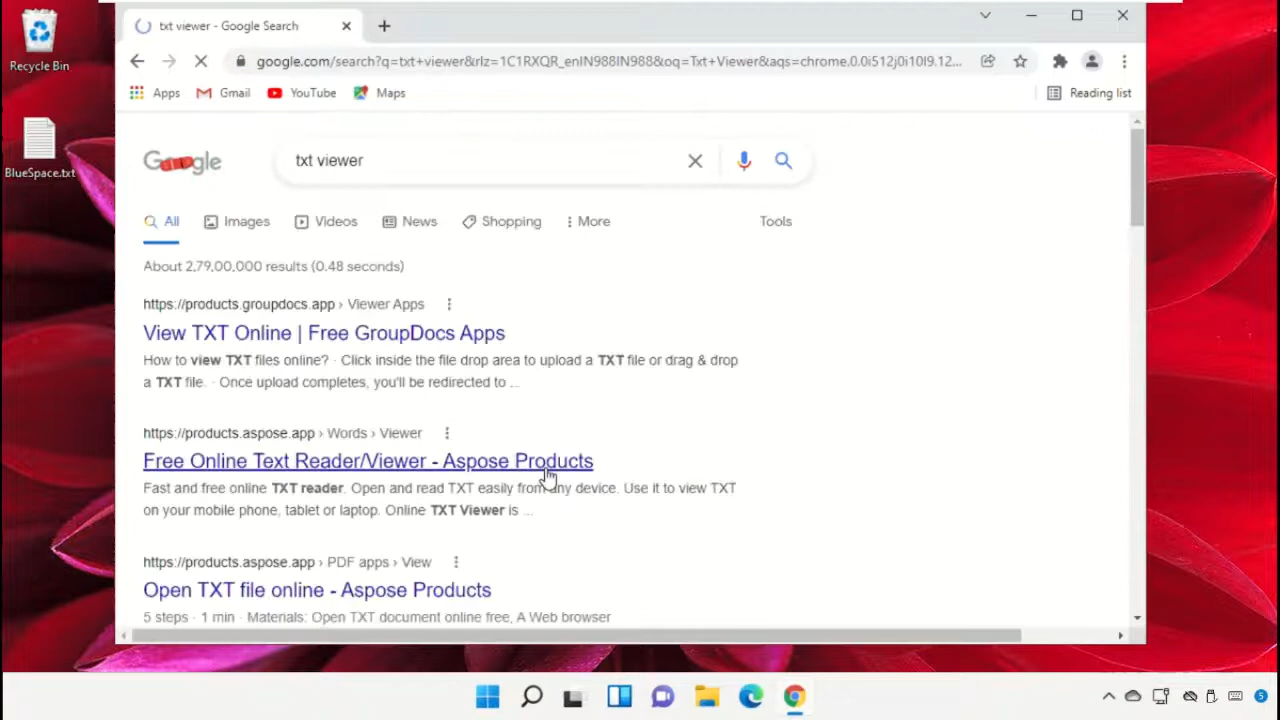 txt viewer - Google Search
Recycle Bin
google.com/search?q=txt+viewer&rlz=1C1RXQR_enIN988IN988&oq=Txt+Viewer&aqs=chrome.0.0i512j0i10l9.12...
Apps Gmail YouTube Maps Reading list
Google txt viewer
BlueSpace.txt
All Images Videos News Shopping More Tools
About 2,79,00,000 results (0.48 seconds)
https://products.groupdocs.app › Viewer Apps
View TXT Online | Free GroupDocs Apps
How to view TXT files online? · Click inside the file drop area to upload a TXT file or drag & drop
a TXT file. · Once upload completes, you'll be redirected to ...
https://products.aspose.app › Words › Viewer
Free Online Text Reader/Viewer - Aspose Products
Fast and free online TXT reader. Open and read TXT easily from any device. Use it to view TXT
on your mobile phone, tablet or laptop. Online TXT Viewer is ...
https://products.aspose.app › PDF apps › View
Open TXT file online - Aspose Products
5 steps · 1 min · Materials: Open TXT document online free, A Web browser
5